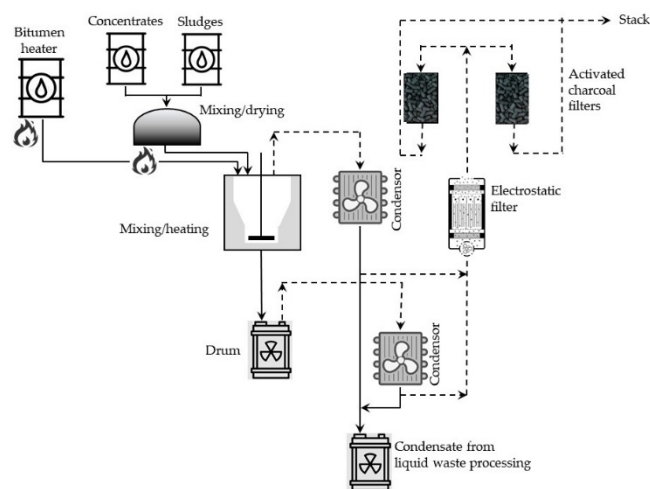 Bitumen
heater
Concentrates
Sludges
Stack
Mixing/drying
Activated
charcoal
filters
Condensor
Electrostatic
filter
Mixing/heating
Drum
Condensor
Condensate from
liquid waste processing